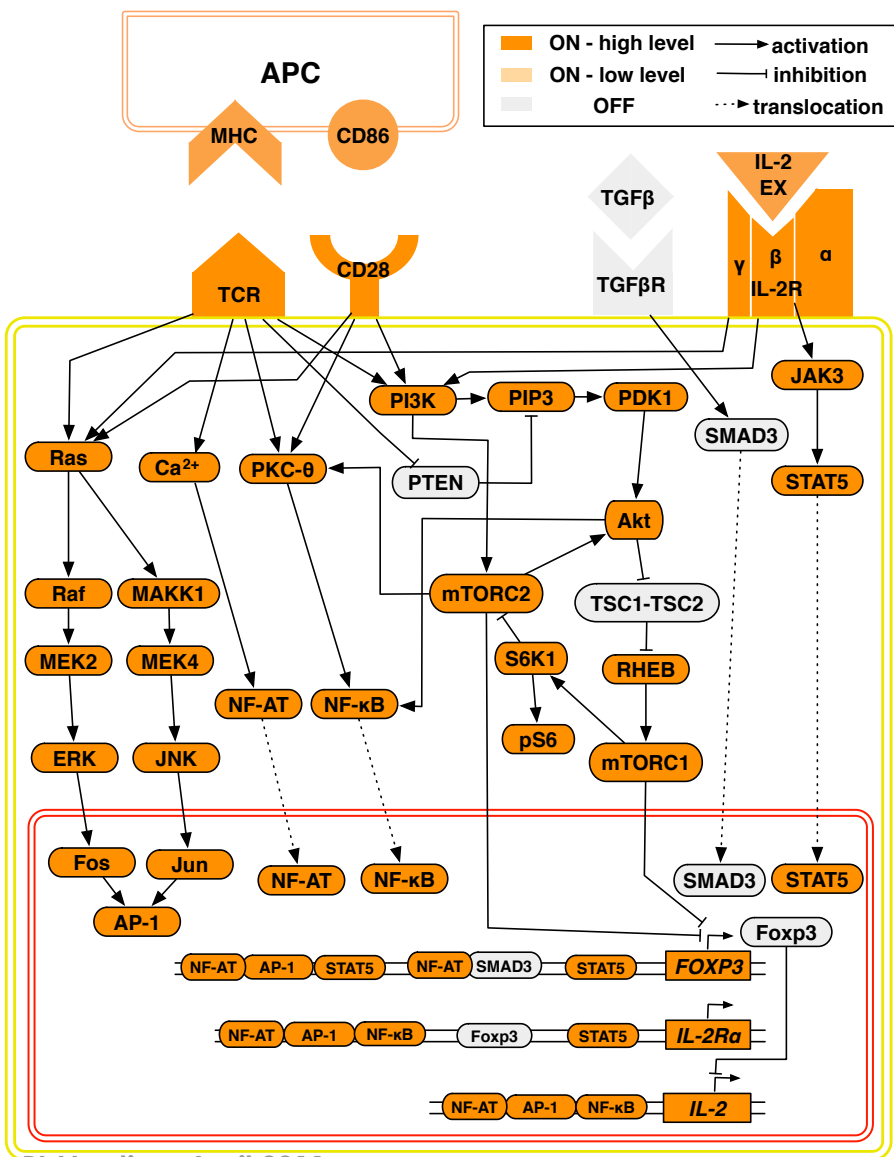 ON - high level
activation
ON - low level
inhibition
OFF
translocation
APC
MHC
CD86
TGFβ
IL-2
EX
TCR
CD28
TGFβR
γ
β
α
IL-2R
JAK3
PI3K
PIP3
PDK1
SMAD3
Ras
Ca2+
PKC-θ
PTEN
STAT5
Akt
Raf
MAKK1
mTORC2
TSC1-TSC2
MEK2
MEK4
S6K1
RHEB
NF-AT
NF-κB
pS6
ERK
JNK
mTORC1
Fos
Jun
NF-AT
NF-κB
SMAD3
STAT5
AP-1
Foxp3
NF-AT AP-1 STAT5 NF-AT SMAD3 STAT5 FOXP3
NF-AT AP-1 NF-κB Foxp3 STAT5 IL-2Rα
NF-AT AP-1 NF-κB IL-2